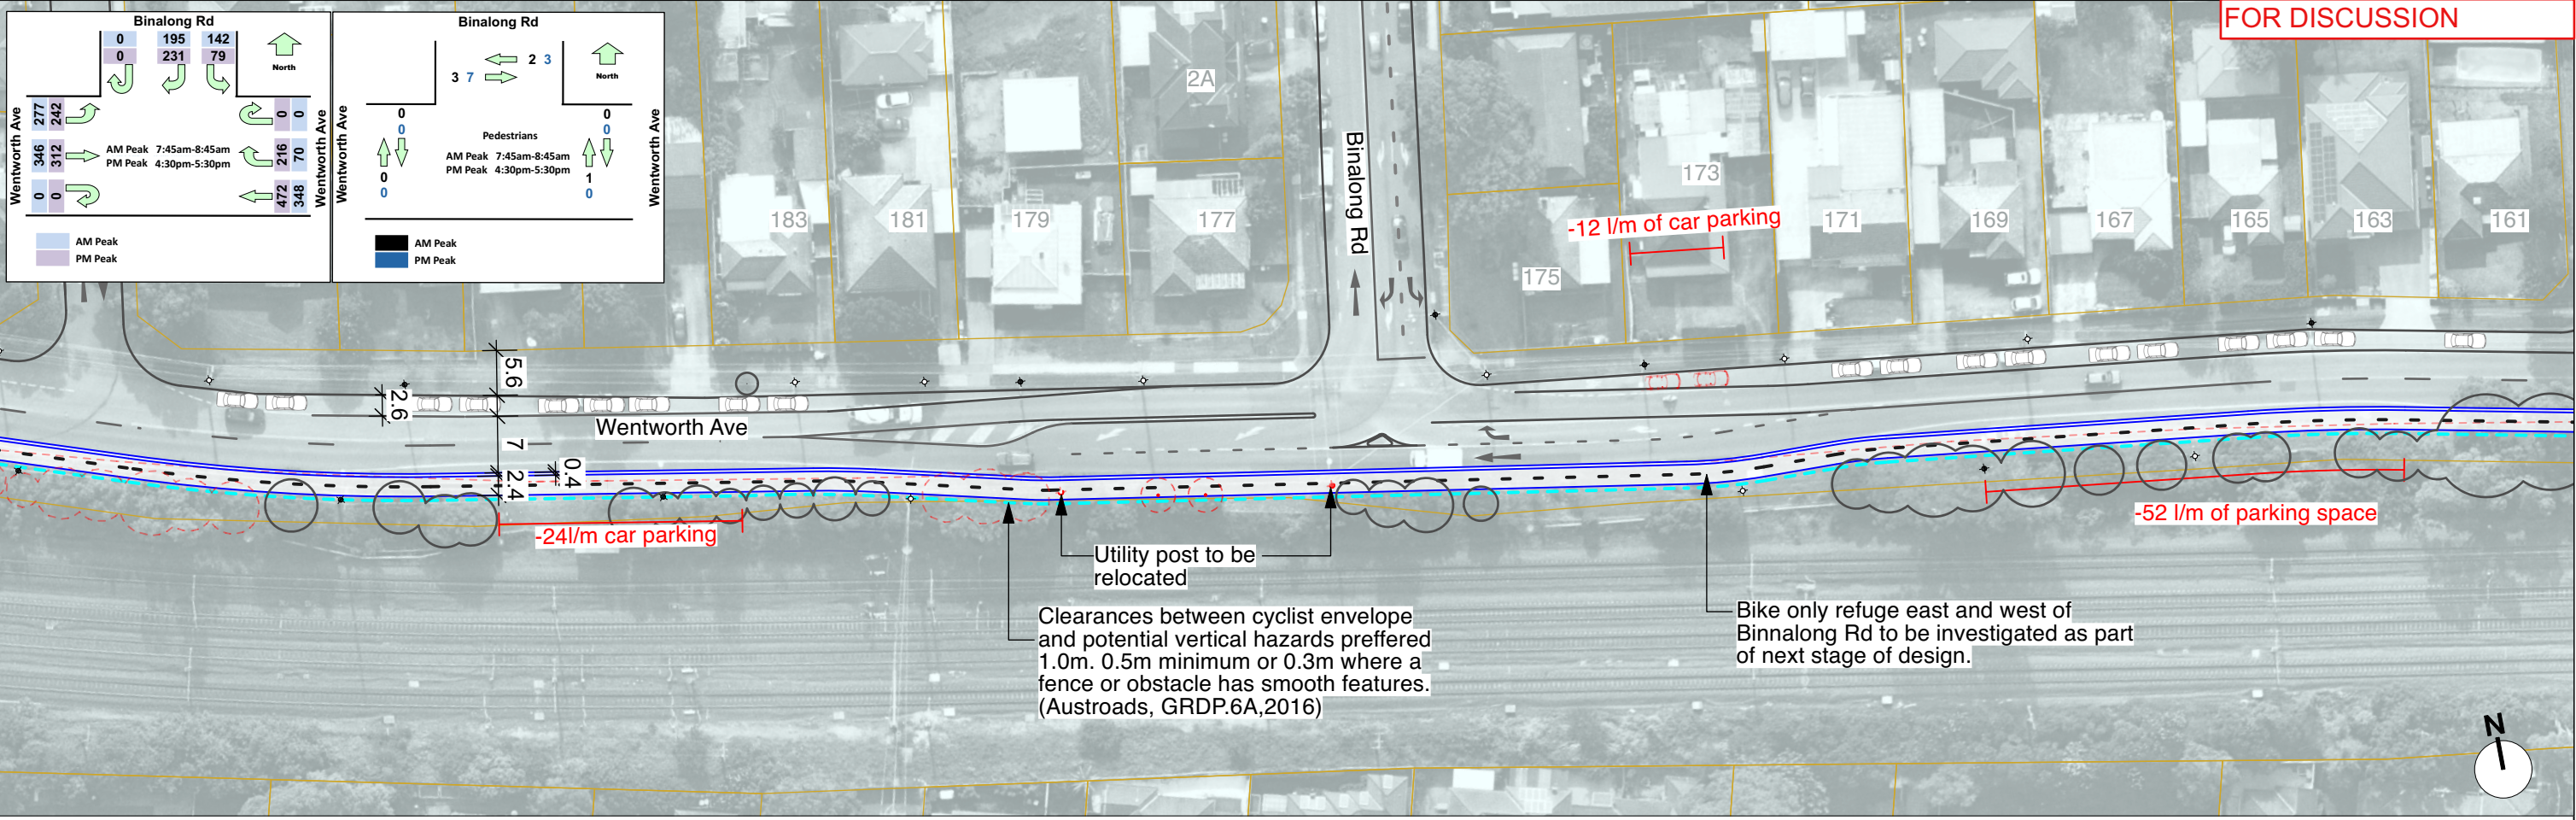 Binalong Rd
0 195 142
0 231 79
North
Wentworth Ave
277 242
346 312
0 0
AM Peak 7:45am-8:45am
PM Peak 4:30pm-5:30pm
0 0
216 70
472 348
Wentworth Ave
AM Peak
PM Peak
Binalong Rd
2 3
3 7
North
Wentworth Ave
0
0
0
0
Pedestrians
AM Peak 7:45am-8:45am
PM Peak 4:30pm-5:30pm
0
0
1
0
Wentworth Ave
AM Peak
PM Peak
FOR DISCUSSION
2A
183
181
179
177
Binalong Rd
175
173
-12 l/m of car parking
171
169
167
165
163
161
5.6
2.6
7
2.4
0.4
Wentworth Ave
-24l/m car parking
Utility post to be
relocated
Clearances between cyclist envelope
and potential vertical hazards preffered
1.0m. 0.5m minimum or 0.3m where a
fence or obstacle has smooth features.
(Austroads, GRDP.6A,2016)
Bike only refuge east and west of
Binnalong Rd to be investigated as part
of next stage of design.
-52 l/m of parking space
N